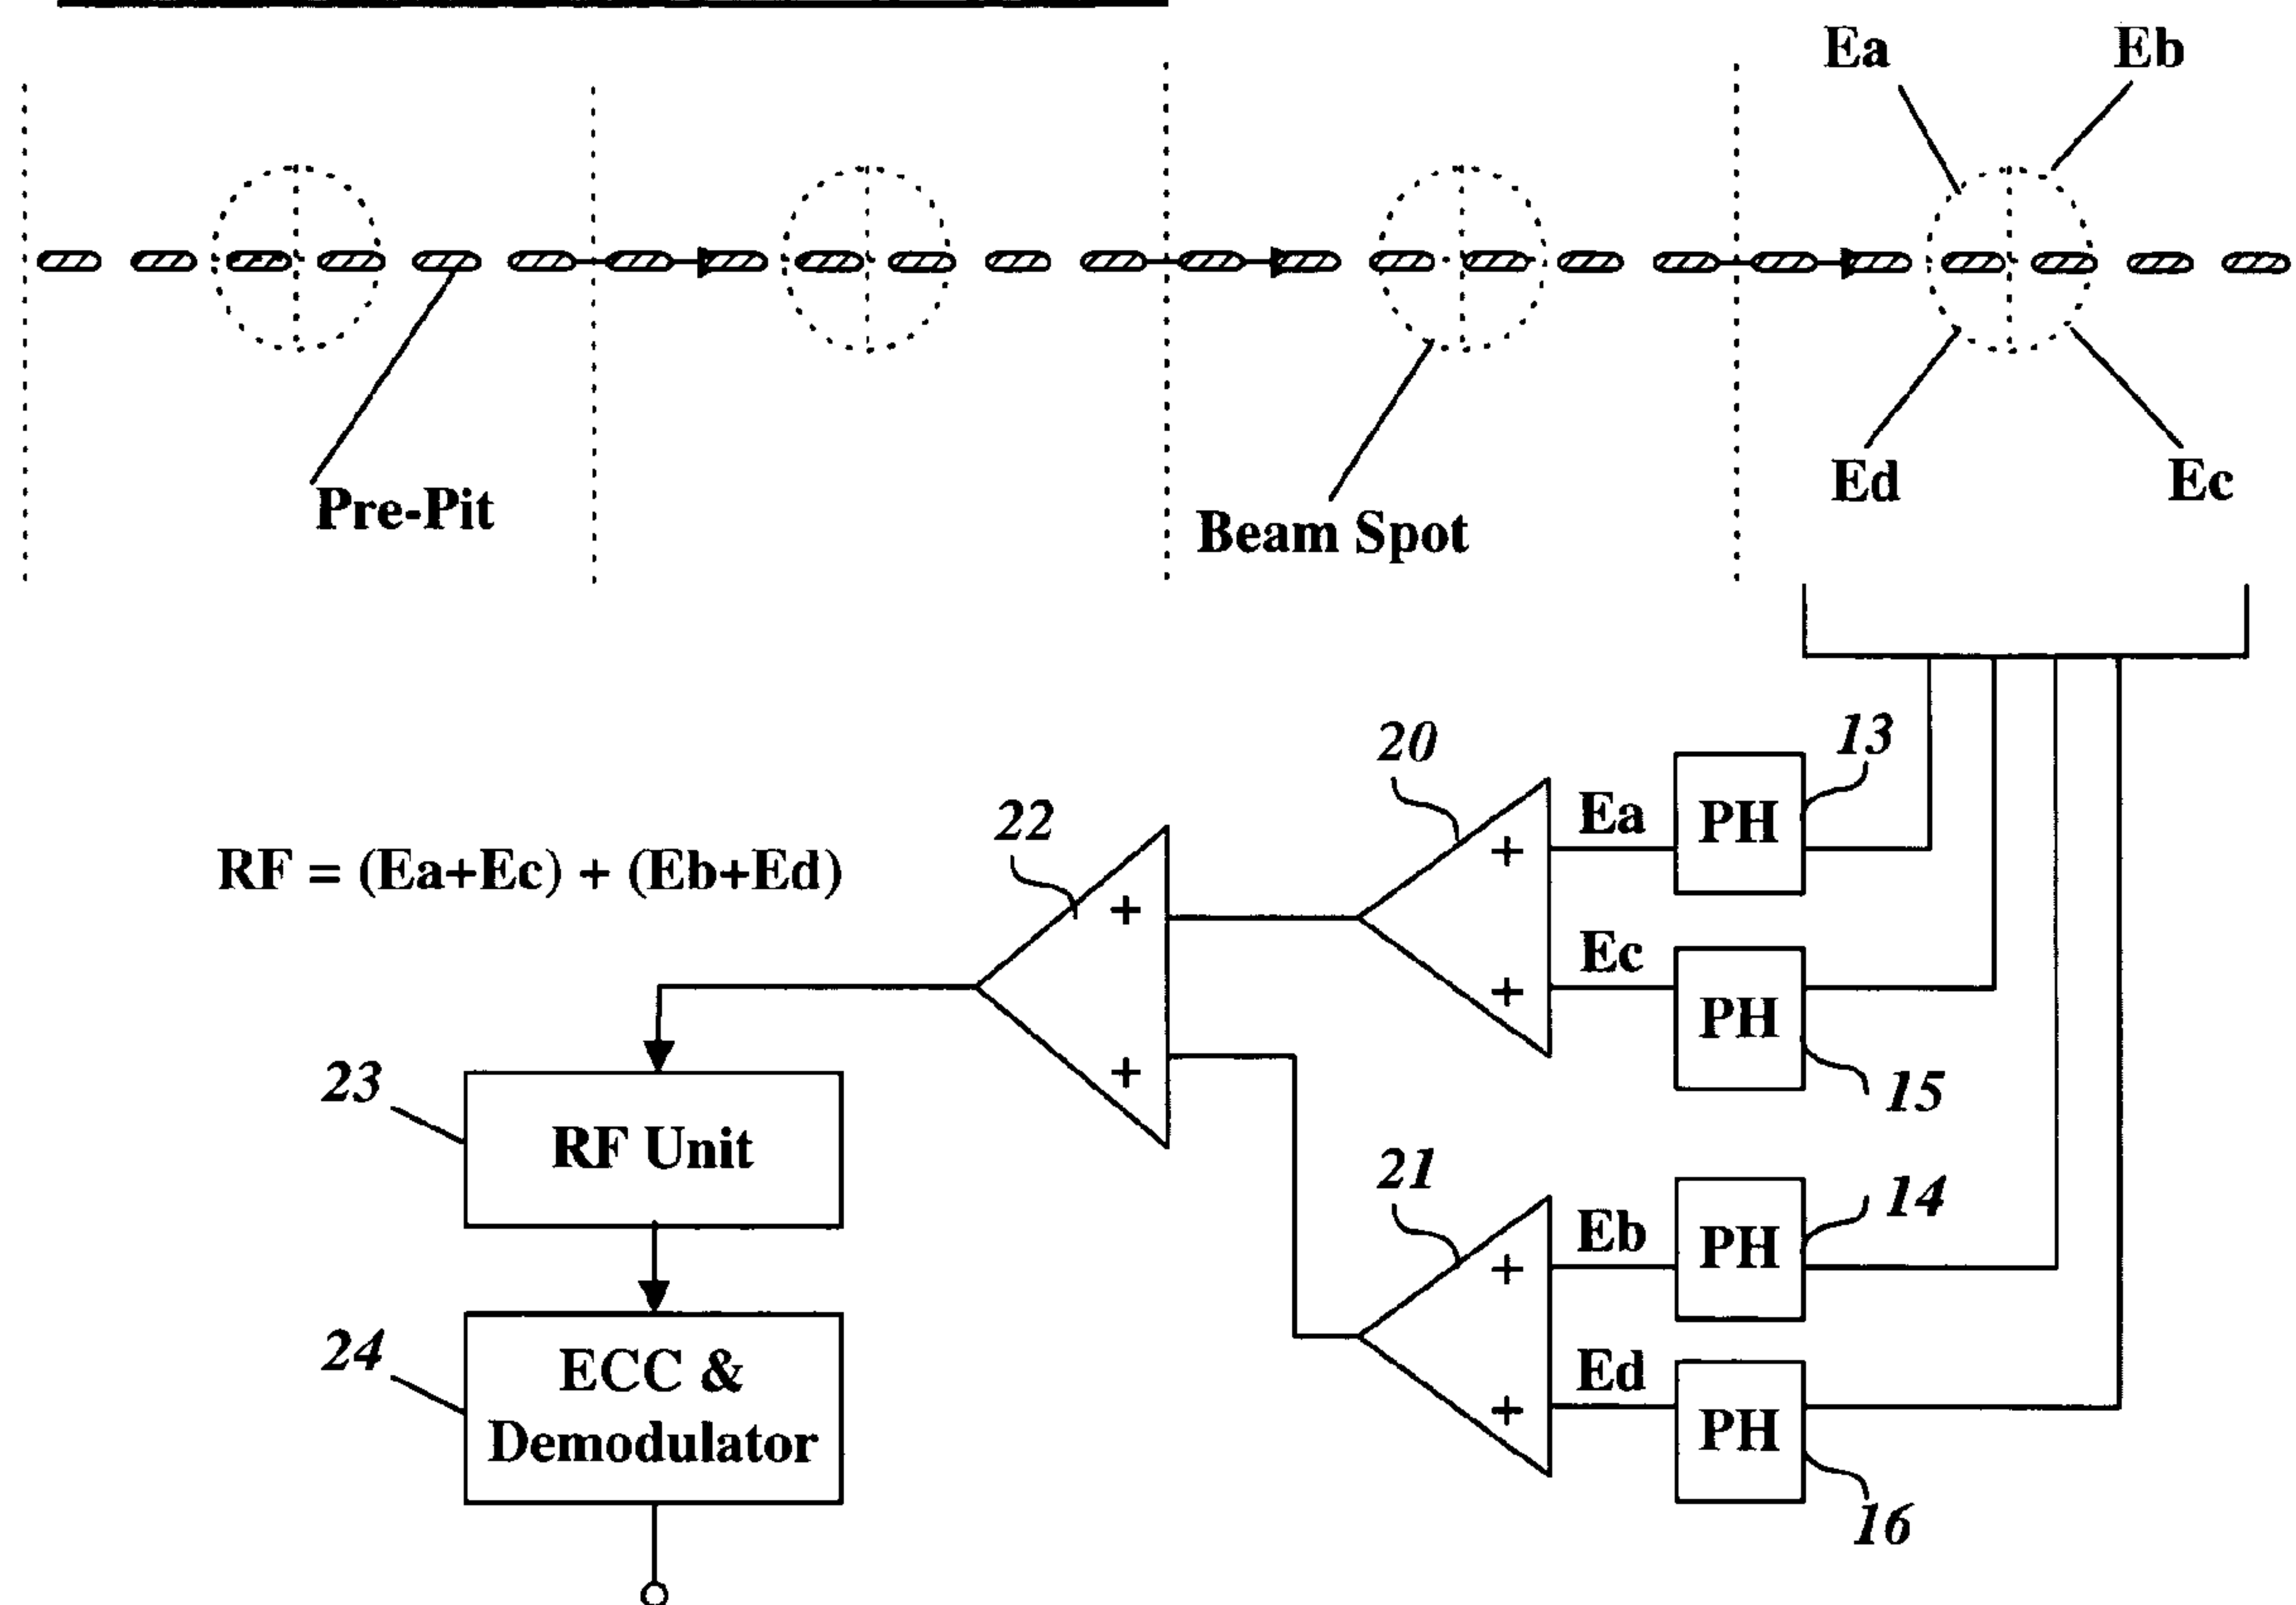 Ea
Eb
Ed
Ec
Pre-Pit
Beam Spot
13
20
Ea
PH
22
RF = (Ea+Ec) + (Eb+Ed)
+
+
Ec
+
PH
+
23
15
RF Unit
21
14
Eb
PH
+
24
ECC &
Demodulator
Ed
+
PH
16